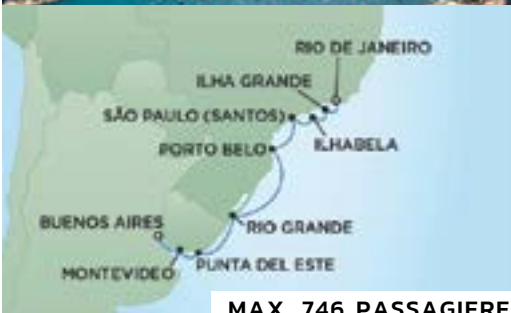 RIO DE JANEIRO
ILHA GRANDE
SÃO PAULO (SANTOS)
ILHABELA
PORTO BELO
BUENOS AIRES
RIO GRANDE
PUNTA DEL ESTE
MONTEVIDEO
MAX. 746 PASSAGIERE